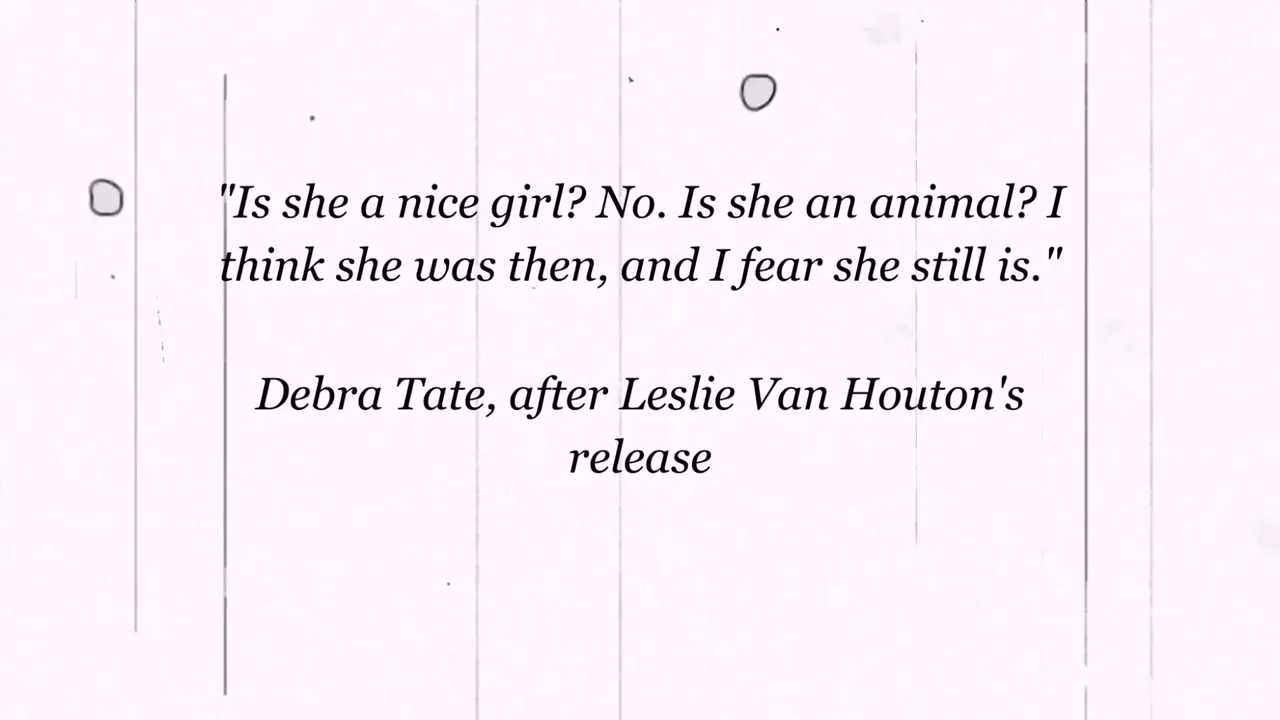 "Is she a nice girl? No. Is she an animal? I
think she was then, and I fear she still is."
Debra Tate, after Leslie Van Houton's
release